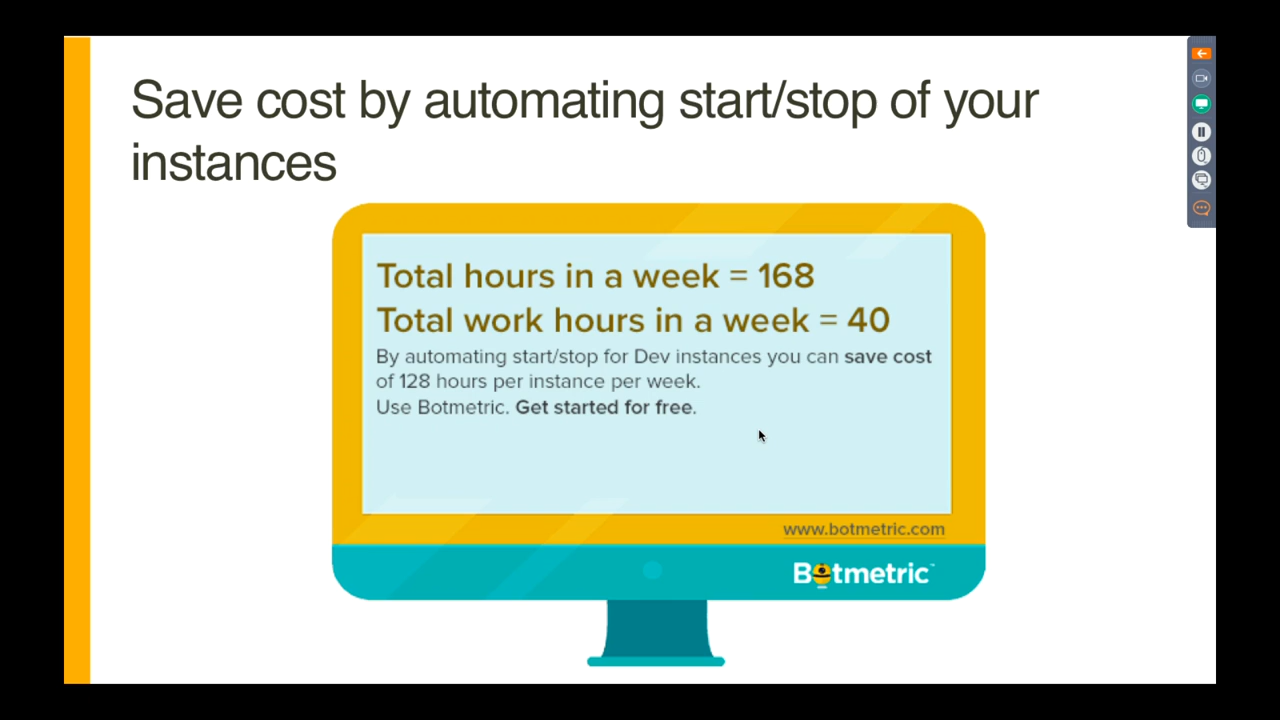 Save cost by automating start/stop of your
instances
Total hours in a week = 168
Total work hours in a week = 40
By automating start/stop for Dev instances you can save cost
of 128 hours per instance per week.
Use Botmetric. Get started for free.
www.botmetric.com
Botmetric™